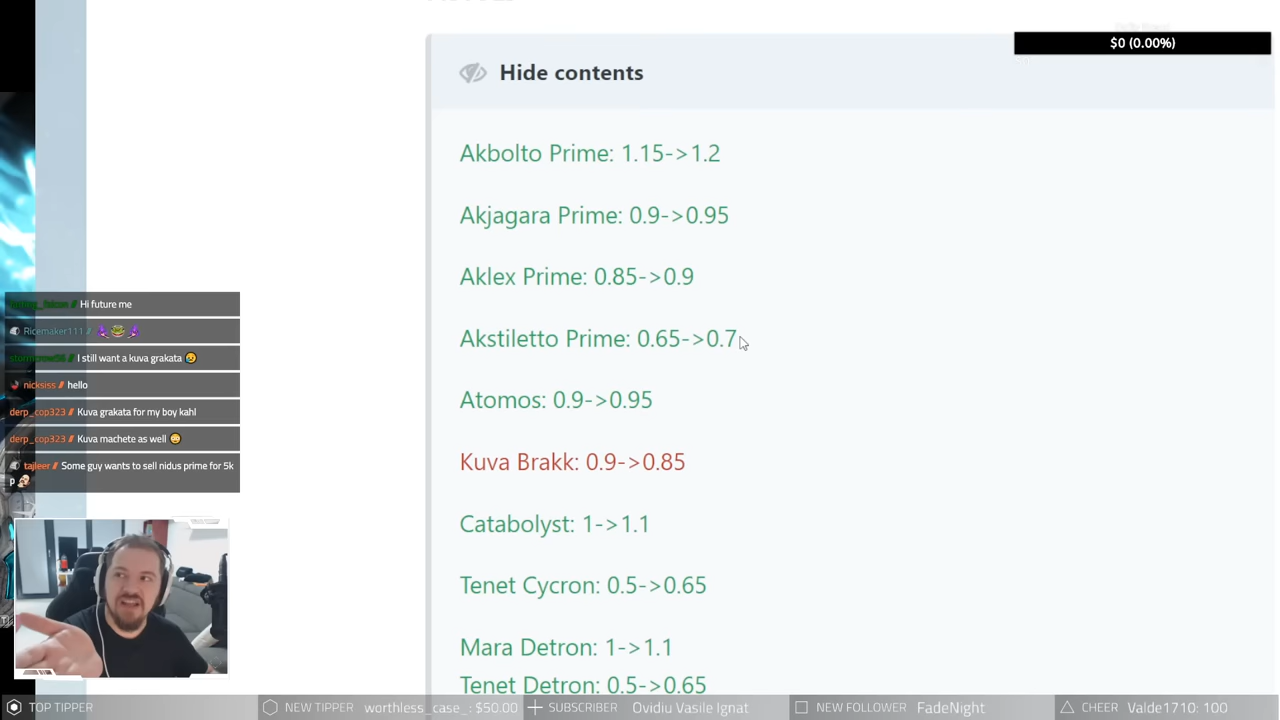 Hide contents
$0 (0.00%)
Akbolto Prime: 1.15->1.2
Akjagara Prime: 0.9->0.95
Aklex Prime: 0.85->0.9
Akstiletto Prime: 0.65->0.7
Atomos: 0.9->0.95
Kuva Brakk: 0.9->0.85
Catabolyst: 1->1.1
Tenet Cycron: 0.5->0.65
Mara Detron: 1->1.1
Tenet Detron: 0.5->0.65
// Hi future me
Ricemaker111 //
// I still want a kuva grakata
nicksiss // hello
derp_cop323 // Kuva grakata for my boy kahl
derp_cop323 // Kuva machete as well
tajleer // Some guy wants to sell nidus prime for 5k
p
TOP TIPPER
NEW TIPPER worthless_case_: $50.00
SUBSCRIBER Ovidiu Vasile Ignat
NEW FOLLOWER FadeNight
CHEER Valde1710: 100